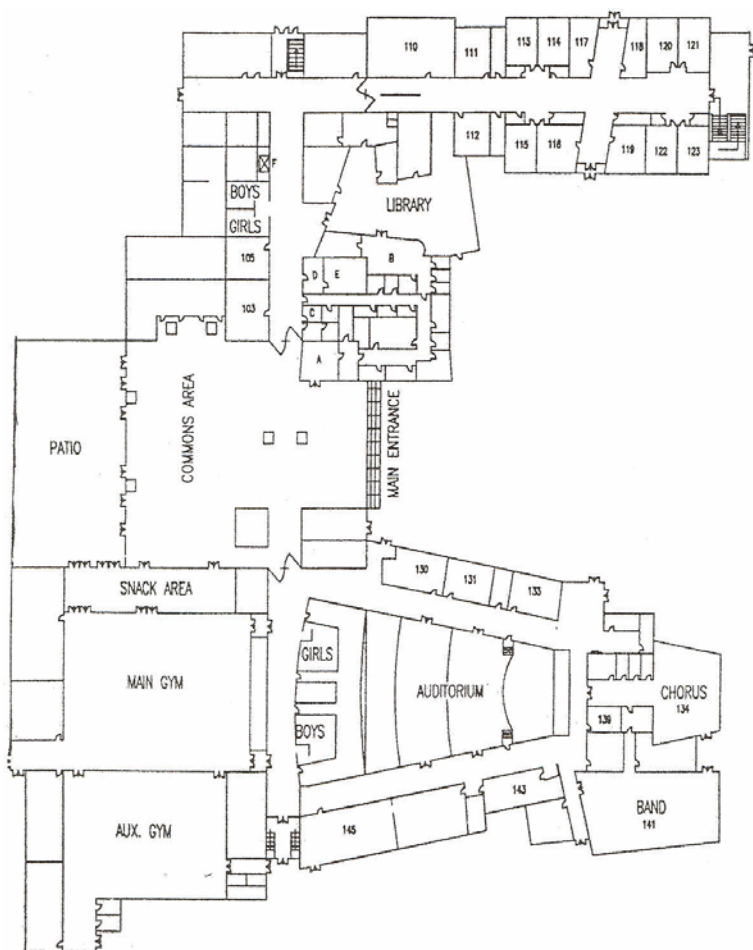 110
111
113
114
117
118
120
121
112
115
116
119
122
123
F
BOYS
GIRLS
LIBRARY
105
D
E
B
103
C
A
PATIO
COMMONS AREA
MAIN ENTRANCE
SNACK AREA
130
131
133
MAIN GYM
GIRLS
AUDITORIUM
BOYS
CHORUS
134
139
AUX. GYM
145
143
BAND
141